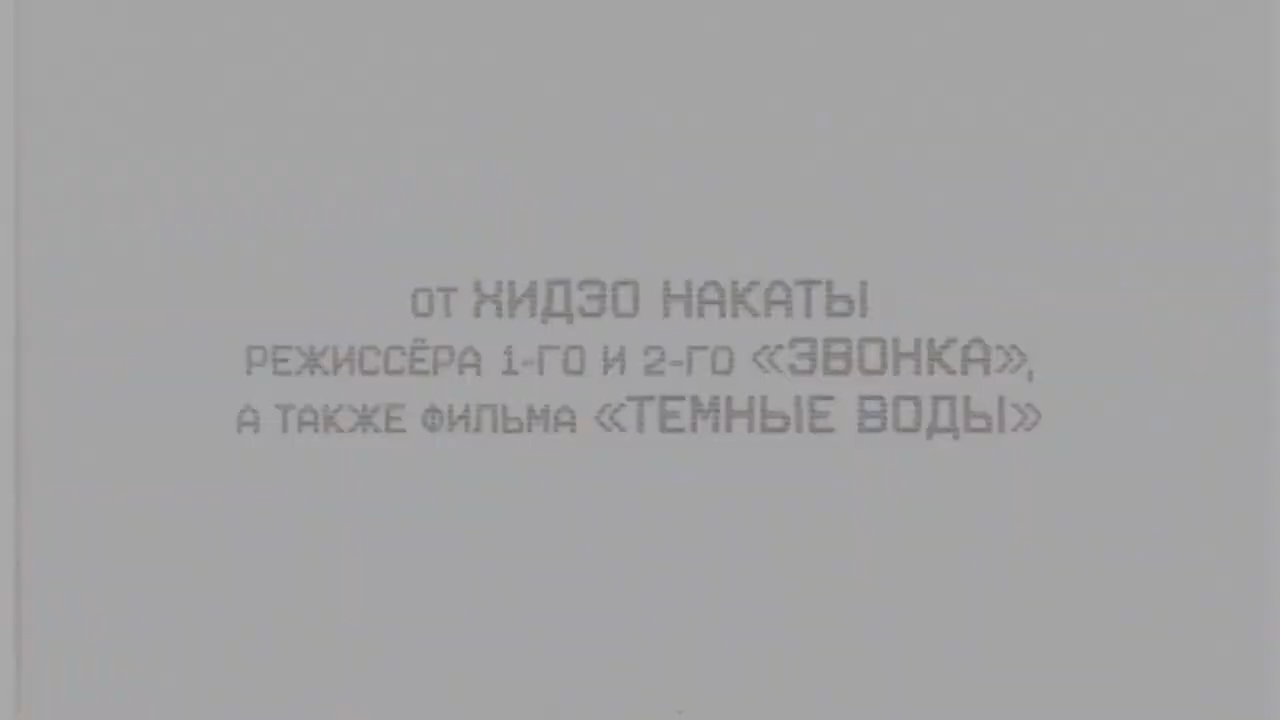 от ХИДЭО НАКАТЫ
РЕЖИССЁРА 1-ГО И 2-ГО «ЗВОНКА»,
А ТАКЖЕ ФИЛЬМА «ТЕМНЫЕ ВОДЫ»